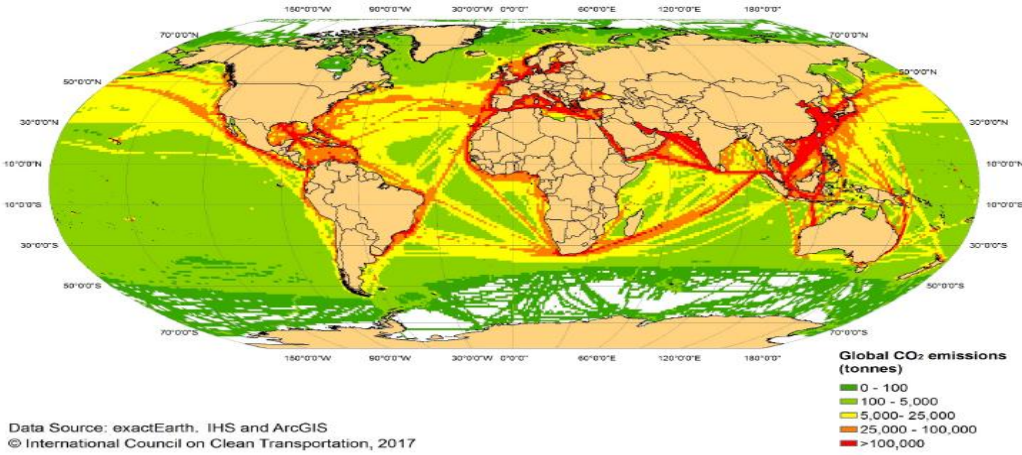 70°0'0"N 70°0'0"N
50°0'0"N 50°0'0"N
30°0'0"N 30°0'0"N
10°0'0"N 10°0'0"N
10°0'0"S 10°0'0"S
30°0'0"S 30°0'0"S
50°0'0"S 50°0'0"S
70°0'0"S 70°0'0"S
150°0'0"W 90°0'0"W 30°0'0"W 0°0'0" 60°0'0"E 120°0'0"E 180°0'0"
150°0'0"W 90°0'0"W 30°0'0"W 0°0'0" 60°0'0"E 120°0'0"E 180°0'0"
Global CO₂ emissions
(tonnes)
0 - 100
100 - 5,000
5,000- 25,000
25,000 - 100,000
>100,000
Data Source: exactEarth. IHS and ArcGIS
© International Council on Clean Transportation, 2017